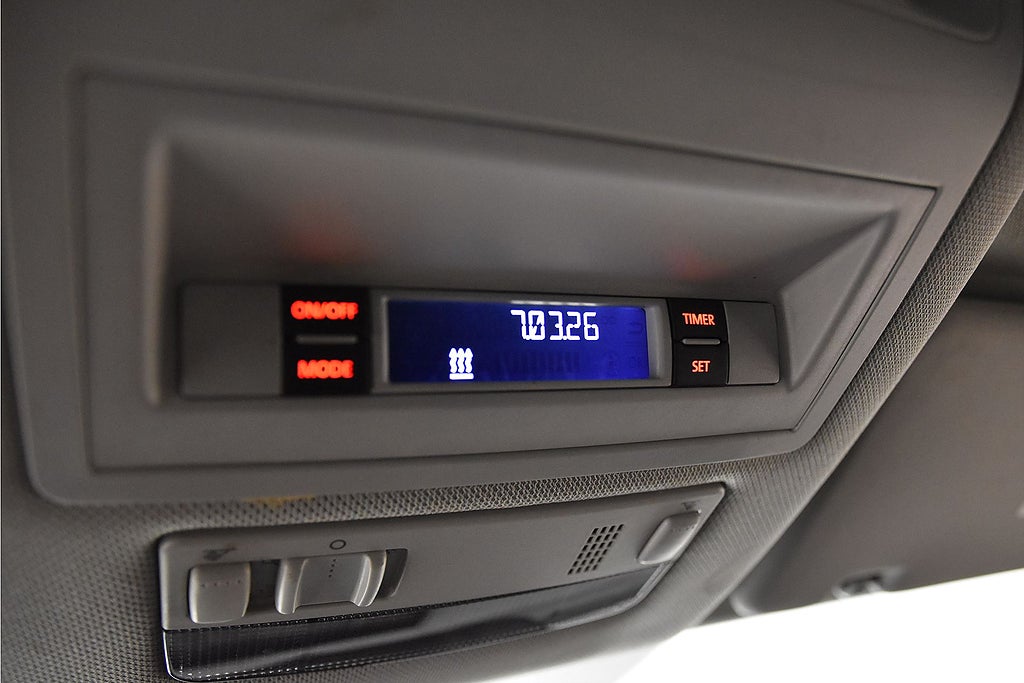 ON/OFF
MODE
7.03.26
TIMER
SET